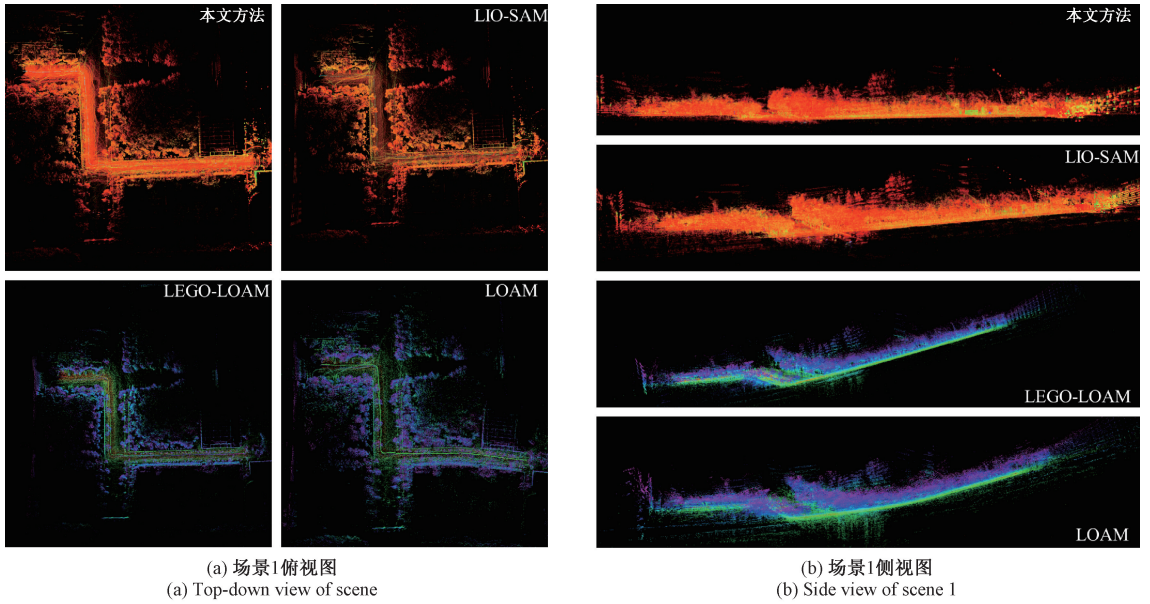 本文方法
LIO-SAM
LEGO-LOAM
LOAM
(a) 场景1俯视图
(a) Top-down view of scene
本文方法
LIO-SAM
LEGO-LOAM
LOAM
(b) 场景1侧视图
(b) Side view of scene 1